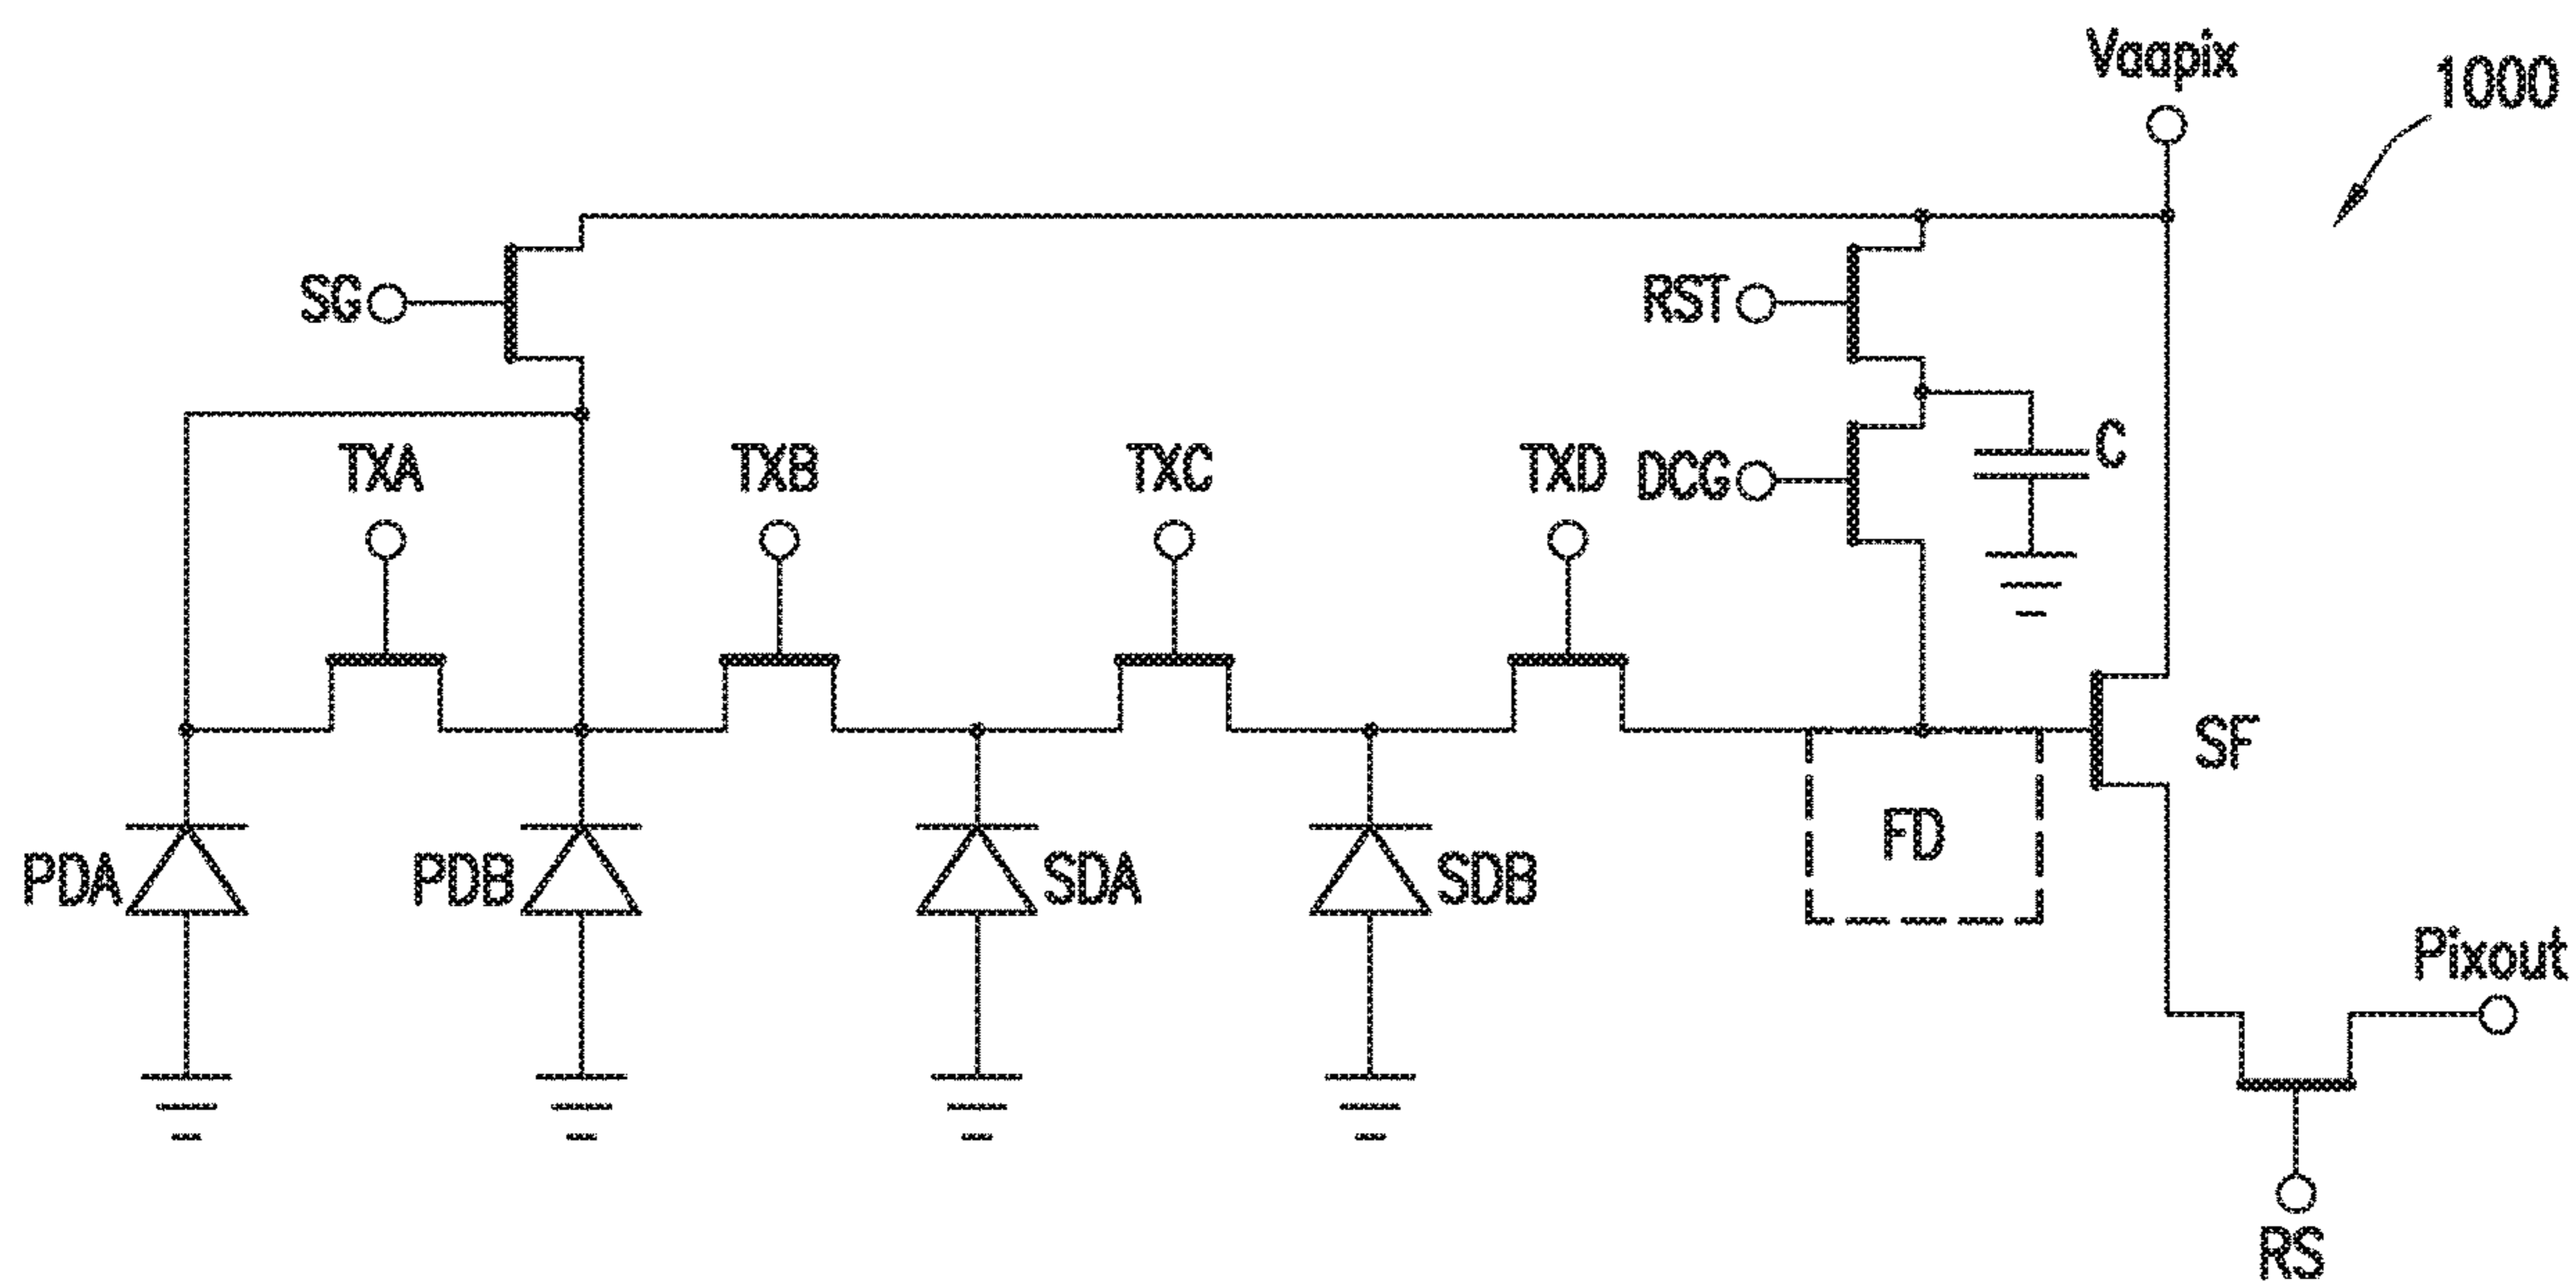 Vaapix
1000
SG
RST
TXA
TXB
TXC
TXD
DCG
C
SF
PDA
PDB
SDA
SDB
FD
Pixout
RS